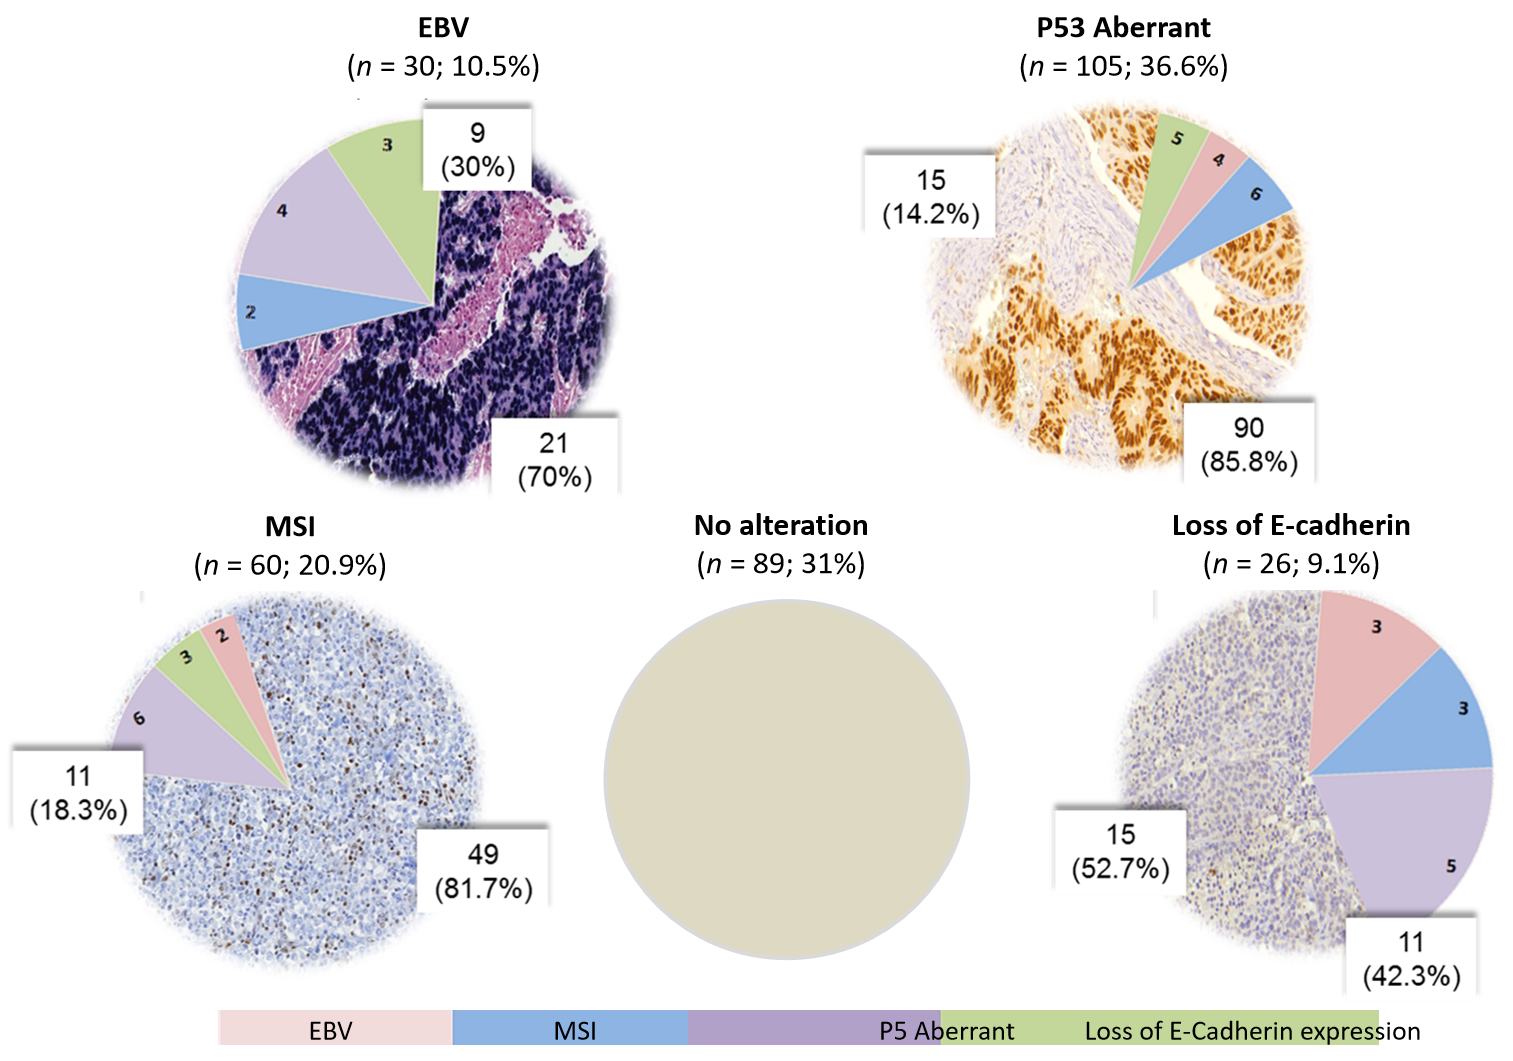 EBV
(n = 30; 10.5%)
P53 Aberrant
(n = 105; 36.6%)
9
(30%)
3
4
2
21
(70%)
15
(14.2%)
5
4
6
90
(85.8%)
MSI
(n = 60; 20.9%)
No alteration
(n = 89; 31%)
Loss of E-cadherin
(n = 26; 9.1%)
2
3
6
11
(18.3%)
49
(81.7%)
3
3
5
15
(52.7%)
11
(42.3%)
EBV MSI P5 Aberrant Loss of E-Cadherin expression